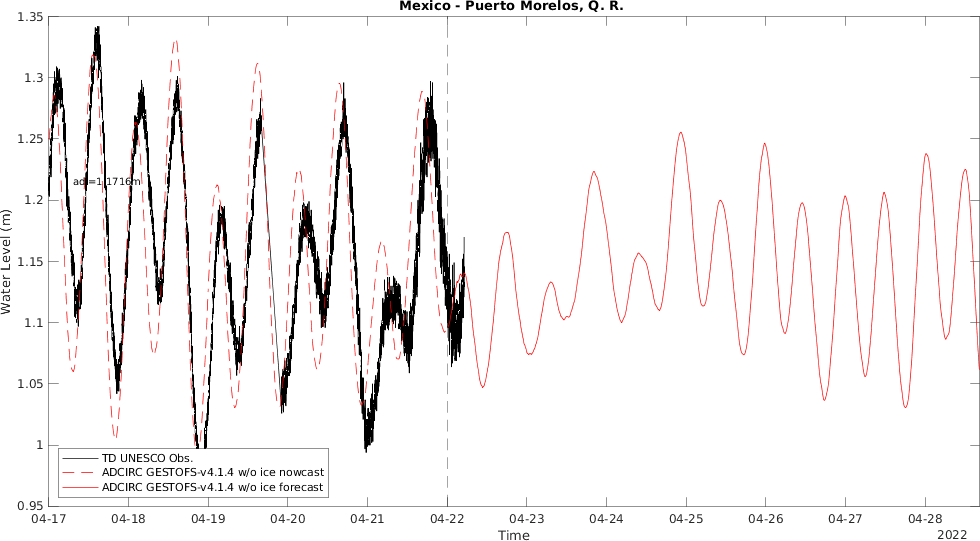 Mexico - Puerto Morelos, Q. R.
Water Level (m)
1.35
1.3
1.25
1.2
1.15
1.1
1.05
1
0.95
adj=1.1716m
TD UNESCO Obs.
ADCIRC GESTOFS-v4.1.4 w/o ice nowcast
ADCIRC GESTOFS-v4.1.4 w/o ice forecast
04-17 04-18 04-19 04-20 04-21 04-22 04-23 04-24 04-25 04-26 04-27 04-28
Time
2022